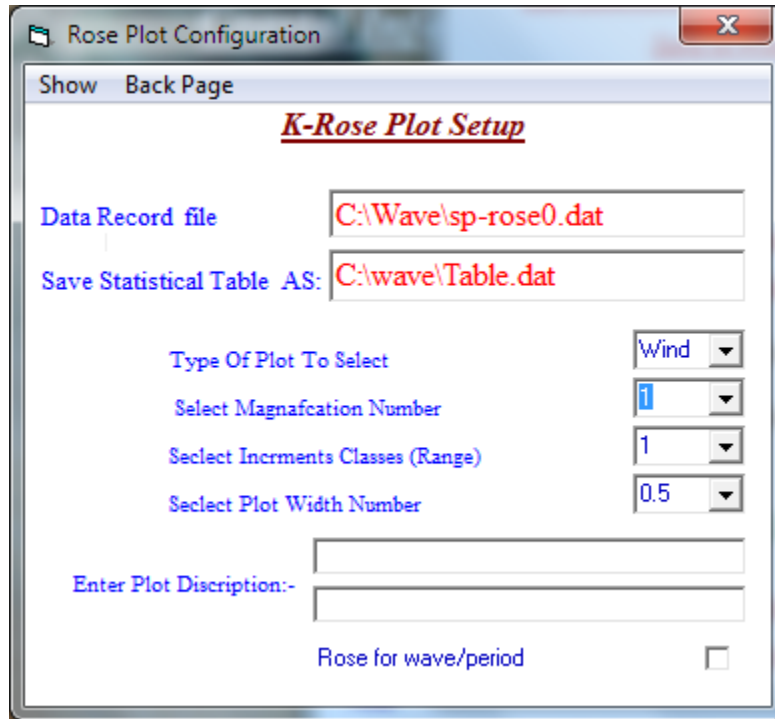 Rose Plot Configuration
Show Back Page
K-Rose Plot Setup
Data Record file C:\Wave\sp-rose0.dat
Save Statistical Table AS: C:\wave\Table.dat
Type Of Plot To Select Wind
Select Magnafcation Number 1
Seclect Incrments Classes (Range) 1
Seclect Plot Width Number 0.5
Enter Plot Discription:-
Rose for wave/period